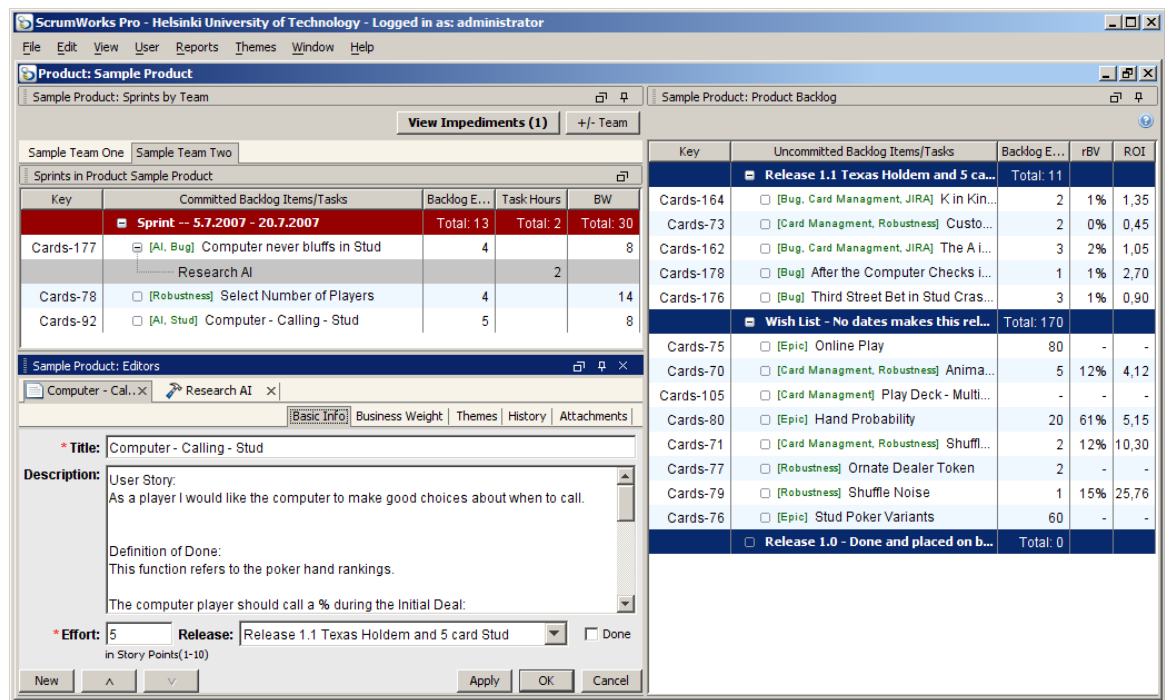 ScrumWorks Pro - Helsinki University of Technology - Logged in as: administrator
File Edit View User Reports Themes Window Help
Product: Sample Product
Sample Product: Sprints by Team
View Impediments (1) +/- Team
Sample Team One Sample Team Two
Sprints in Product Sample Product
Key Committed Backlog Items/Tasks Backlog E... Task Hours BW
Sprint -- 5.7.2007 - 20.7.2007 Total: 13 Total: 2 Total: 30
Cards-177 [AI, Bug] Computer never bluffs in Stud 4 8
Research AI 2
Cards-78 [Robustness] Select Number of Players 4 14
Cards-92 [AI, Stud] Computer - Calling - Stud 5 8
Sample Product: Editors
Computer - Cal.. X Research AI X
Basic Info Business Weight Themes History Attachments
* Title: Computer - Calling - Stud
Description: User Story:
As a player I would like the computer to make good choices about when to call.
Definition of Done:
This function refers to the poker hand rankings.
The computer player should call a % during the Initial Deal:
* Effort: 5 Release: Release 1.1 Texas Holdem and 5 card Stud Done
in Story Points(1-10)
New Apply OK Cancel
Sample Product: Product Backlog
Key Uncommitted Backlog Items/Tasks Backlog E... rBV ROI
Release 1.1 Texas Holdem and 5 ca... Total: 11
Cards-164 [Bug, Card Managment, JIRA] K in Kin... 2 1% 1,35
Cards-73 [Card Managment, Robustness] Custo... 2 0% 0,45
Cards-162 [Bug, Card Managment, JIRA] The A i... 3 2% 1,05
Cards-178 [Bug] After the Computer Checks i... 1 1% 2,70
Cards-176 [Bug] Third Street Bet in Stud Cras... 3 1% 0,90
Wish List - No dates makes this rel... Total: 170
Cards-75 [Epic] Online Play 80 - -
Cards-70 [Card Managment, Robustness] Anima... 5 12% 4,12
Cards-105 [Card Managment] Play Deck - Multi... - - -
Cards-80 [Epic] Hand Probability 20 61% 5,15
Cards-71 [Card Managment, Robustness] Shuffl... 2 12% 10,30
Cards-77 [Robustness] Ornate Dealer Token 2 - -
Cards-79 [Robustness] Shuffle Noise 1 15% 25,76
Cards-76 [Epic] Stud Poker Variants 60 - -
Release 1.0 - Done and placed on b... Total: 0